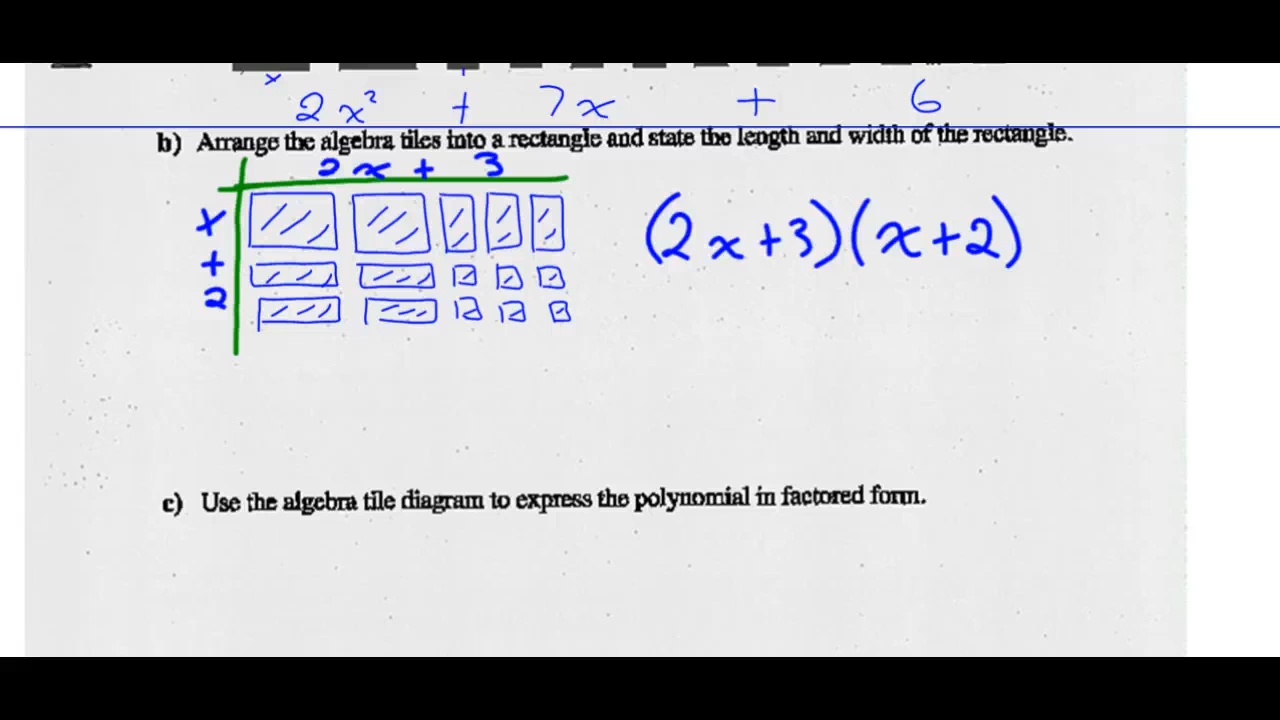 x
2x² + 7x + 6
b) Arrange the algebra tiles into a rectangle and state the length and width of the rectangle.
2x + 3
x
+
2
(2x+3)(x+2)
c) Use the algebra tile diagram to express the polynomial in factored form.